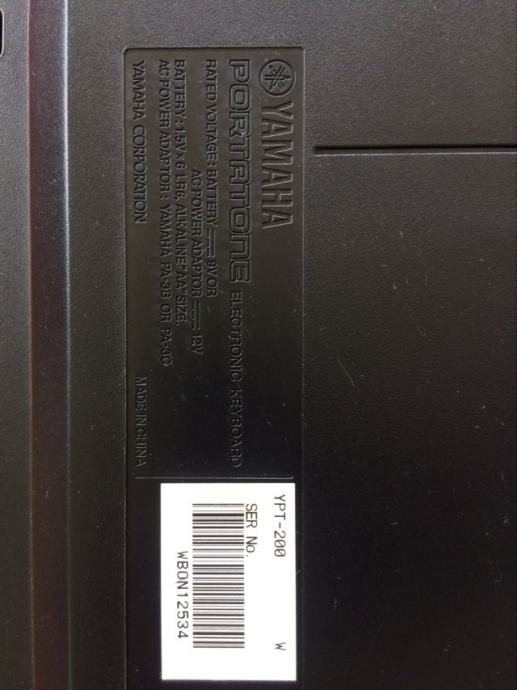 YAMAHA
PORTATONE ELECTRONIC KEYBOARD
RATED VOLTAGE: BATTERY ⎓ 9V OR
AC POWER ADAPTOR ⎓ 12V
BATTERY : 1.5V x 6 LR6, ALKALINE "AA" SIZE.
AC POWER ADAPTOR : YAMAHA PA-3B OR PA-3C
YAMAHA CORPORATION MADE IN CHINA
YPT-200 W
SER No.
WBON12534